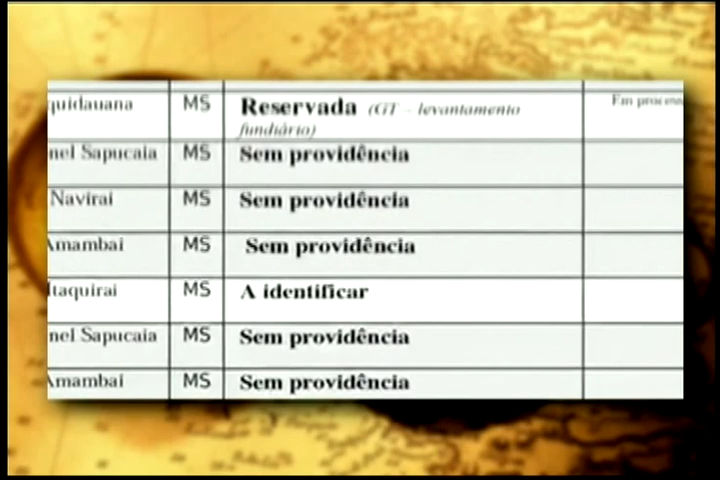 quidauana MS Reservada (GT - levantamento Em process
fundiário)
nel Sapucaia MS Sem providência
Navirai MS Sem providência
Amambai MS Sem providência
Itaquirai MS A identificar
nel Sapucaia MS Sem providência
Amambai MS Sem providência